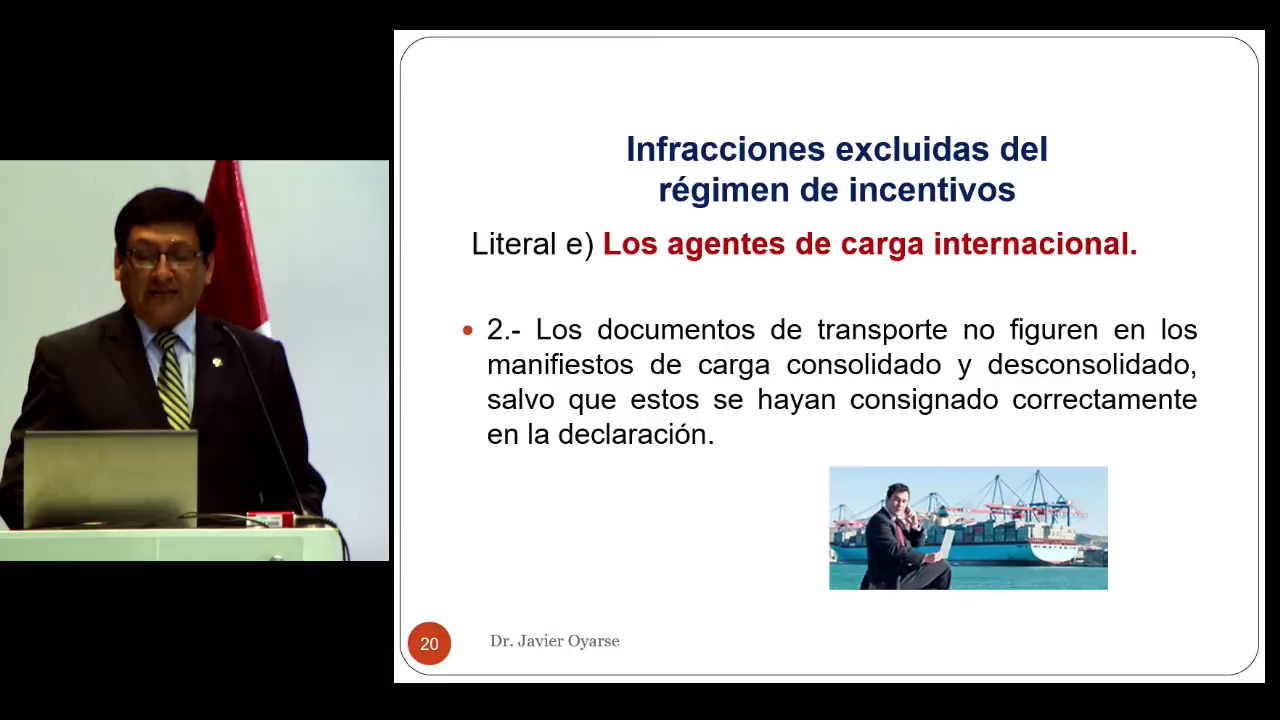 Infracciones excluidas del
régimen de incentivos
Literal e) Los agentes de carga internacional.
• 2.- Los documentos de transporte no figuren en los
manifiestos de carga consolidado y desconsolidado,
salvo que estos se hayan consignado correctamente
en la declaración.
20
Dr. Javier Oyarse